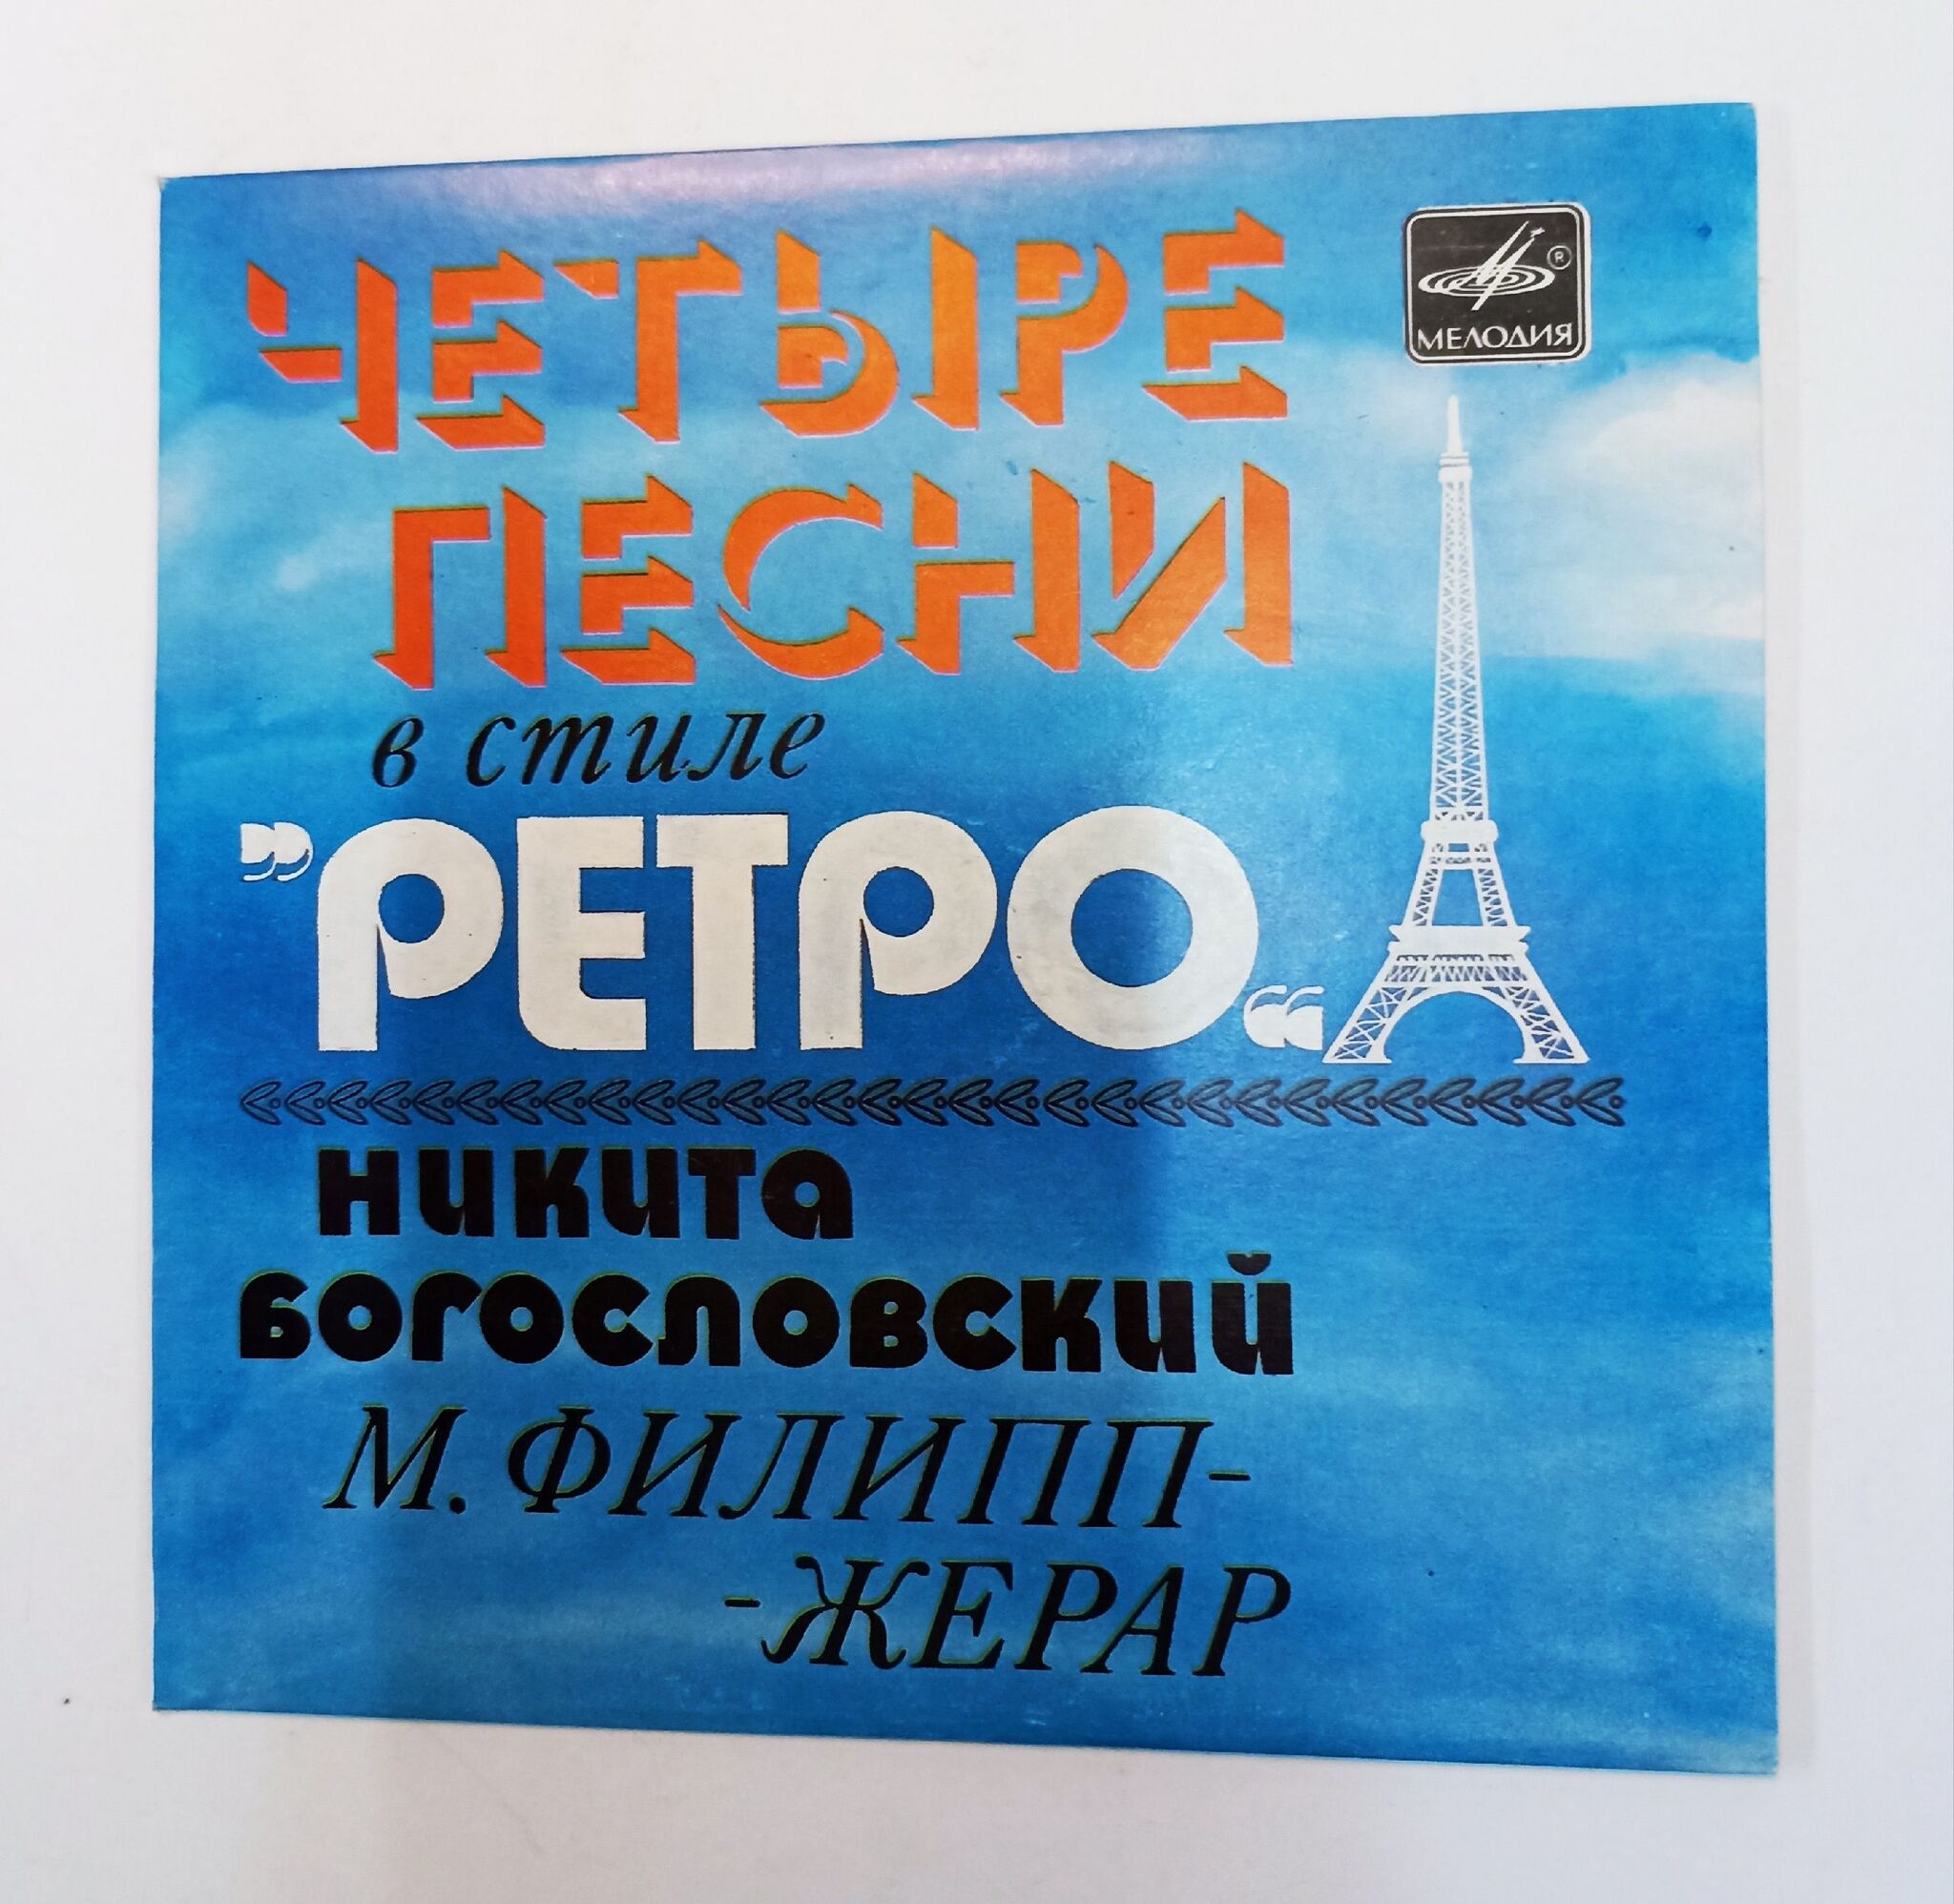 ЧЕТЫРЕ
МЕЛОДИЯ
ПЕСНИ
в стиле
„РЕТРО“
НИКИТА
БОГОСЛОВСКИЙ
М. ФИЛИПП-
-ЖЕРАР